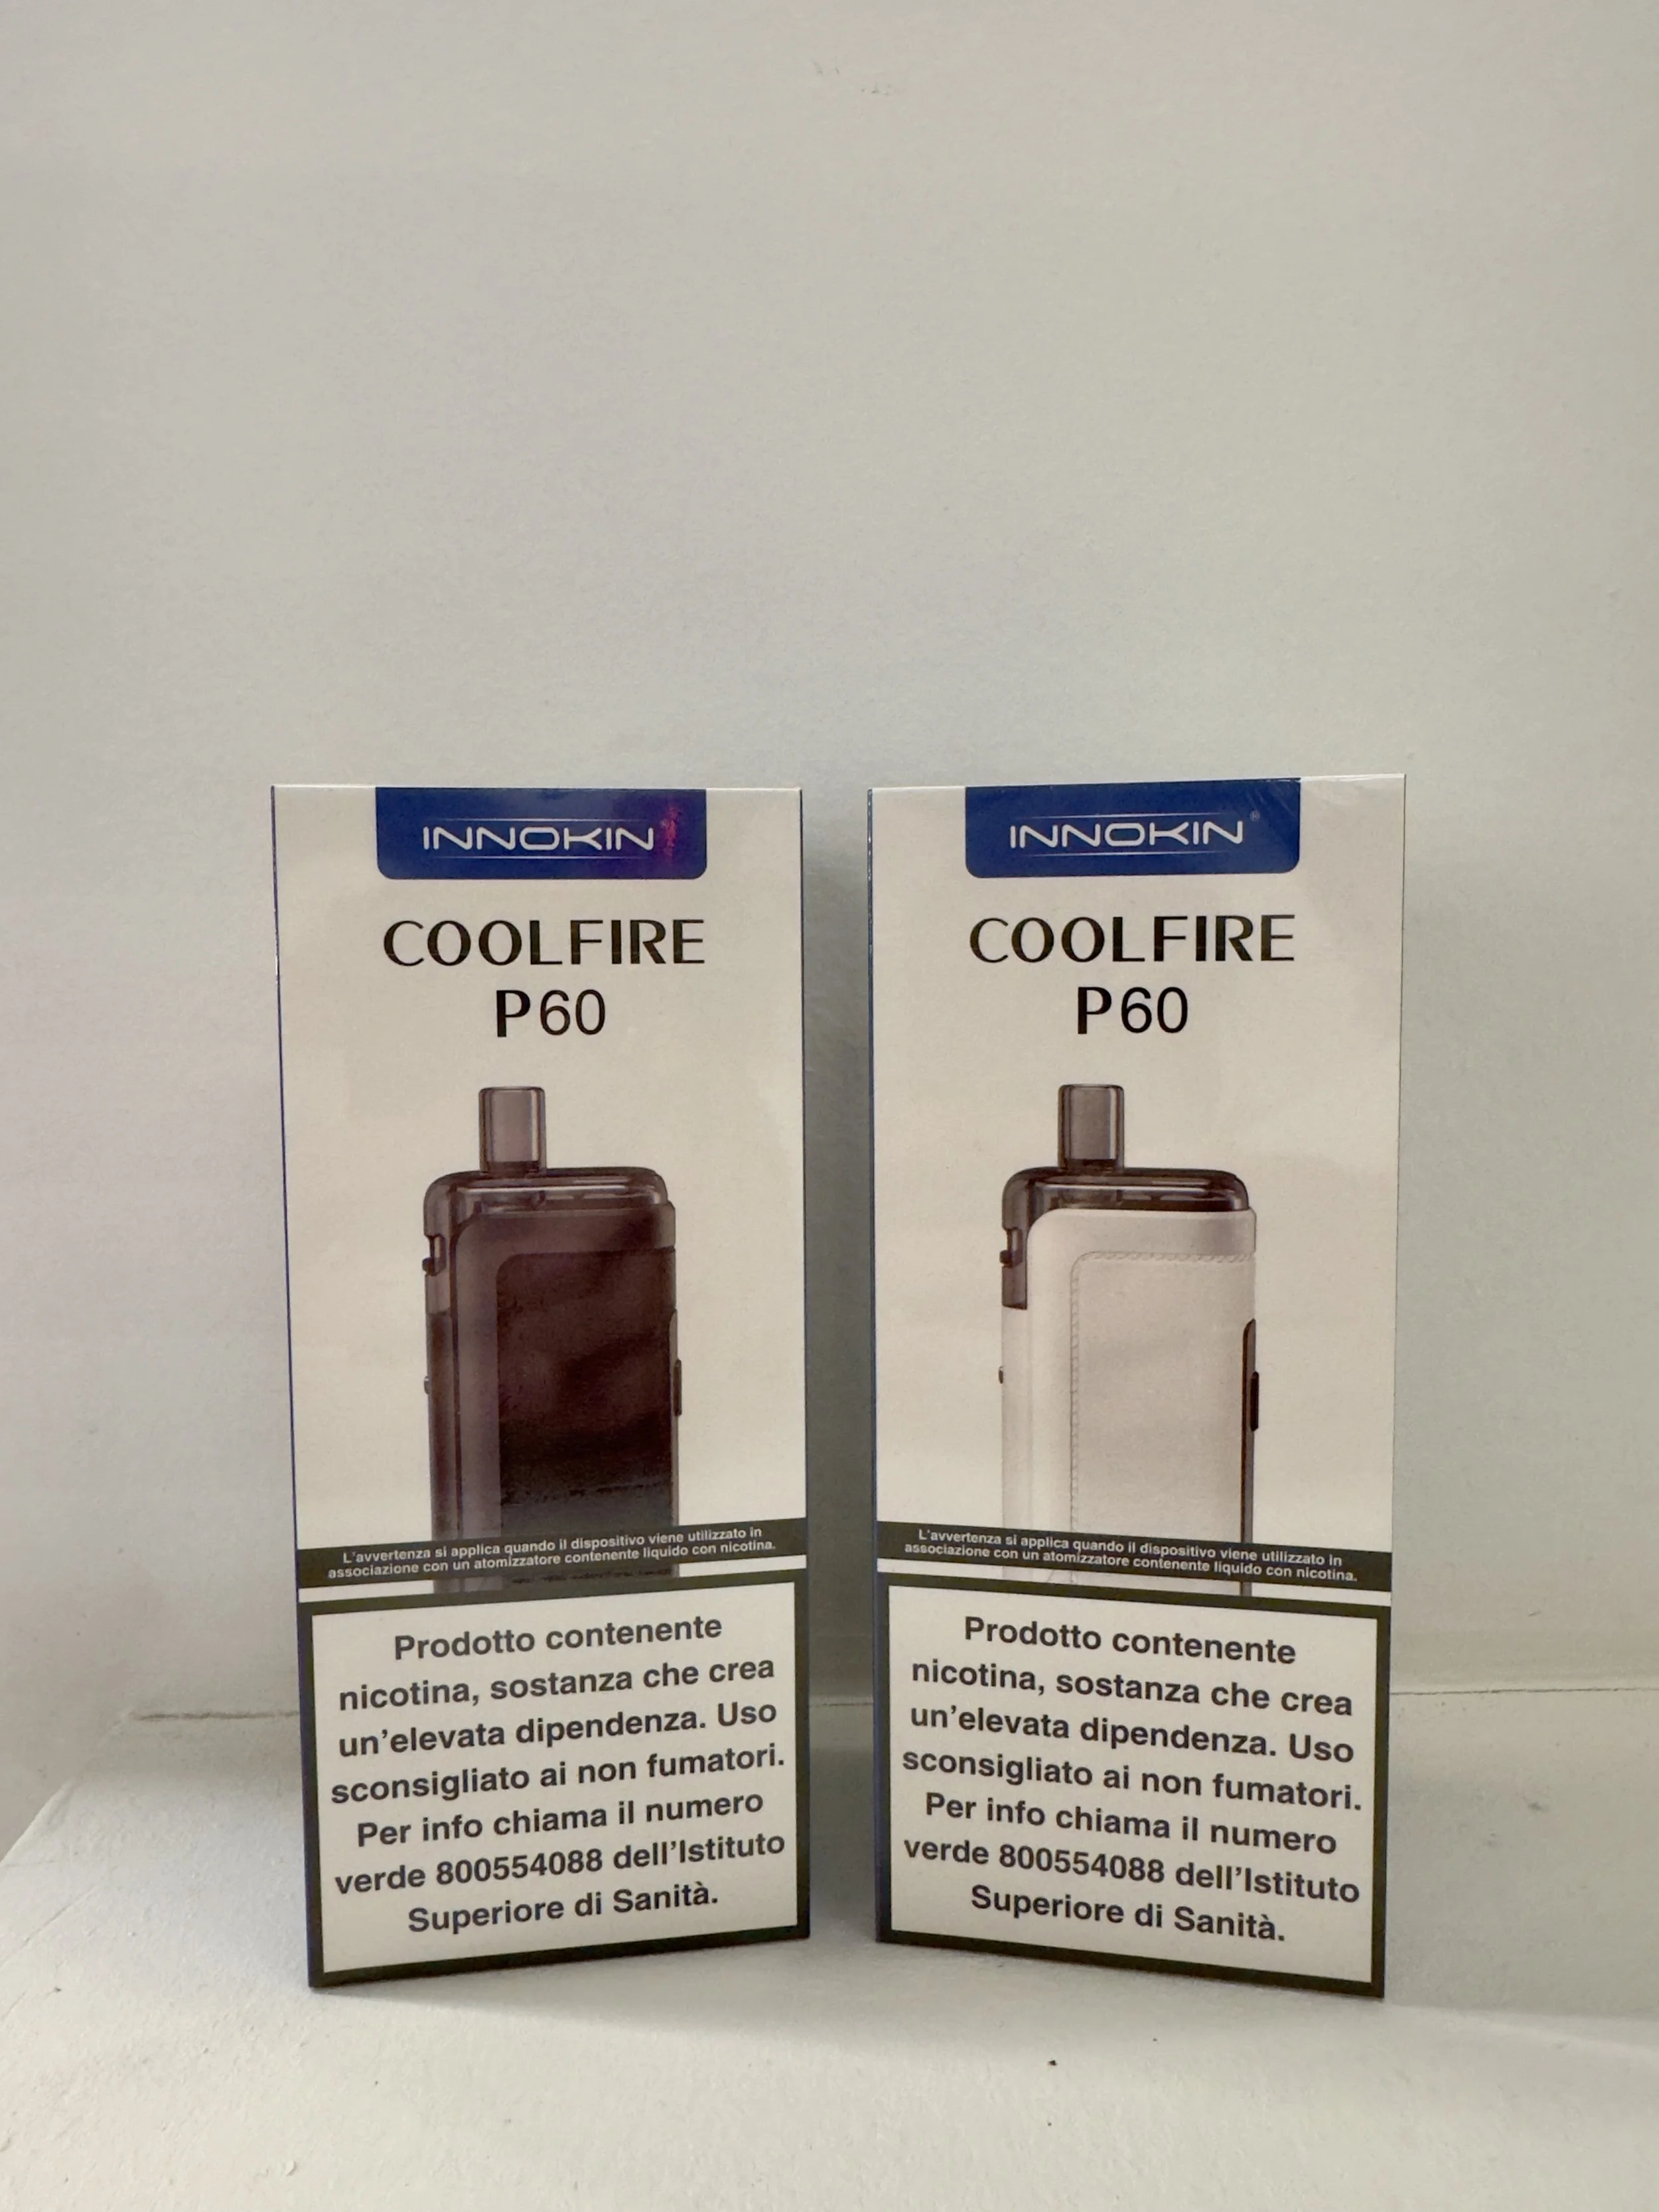 INNOKIN
COOLFIRE
P60
L'avvertenza si applica quando il dispositivo viene utilizzato in
associazione con un atomizzatore contenente liquido con nicotina.
Prodotto contenente
nicotina, sostanza che crea
un'elevata dipendenza. Uso
sconsigliato ai non fumatori.
Per info chiama il numero
verde 800554088 dell'Istituto
Superiore di Sanità.
INNOKIN®
COOLFIRE
P60
L'avvertenza si applica quando il dispositivo viene utilizzato in
associazione con un atomizzatore contenente liquido con nicotina.
Prodotto contenente
nicotina, sostanza che crea
un'elevata dipendenza. Uso
sconsigliato ai non fumatori.
Per info chiama il numero
verde 800554088 dell'Istituto
Superiore di Sanità.